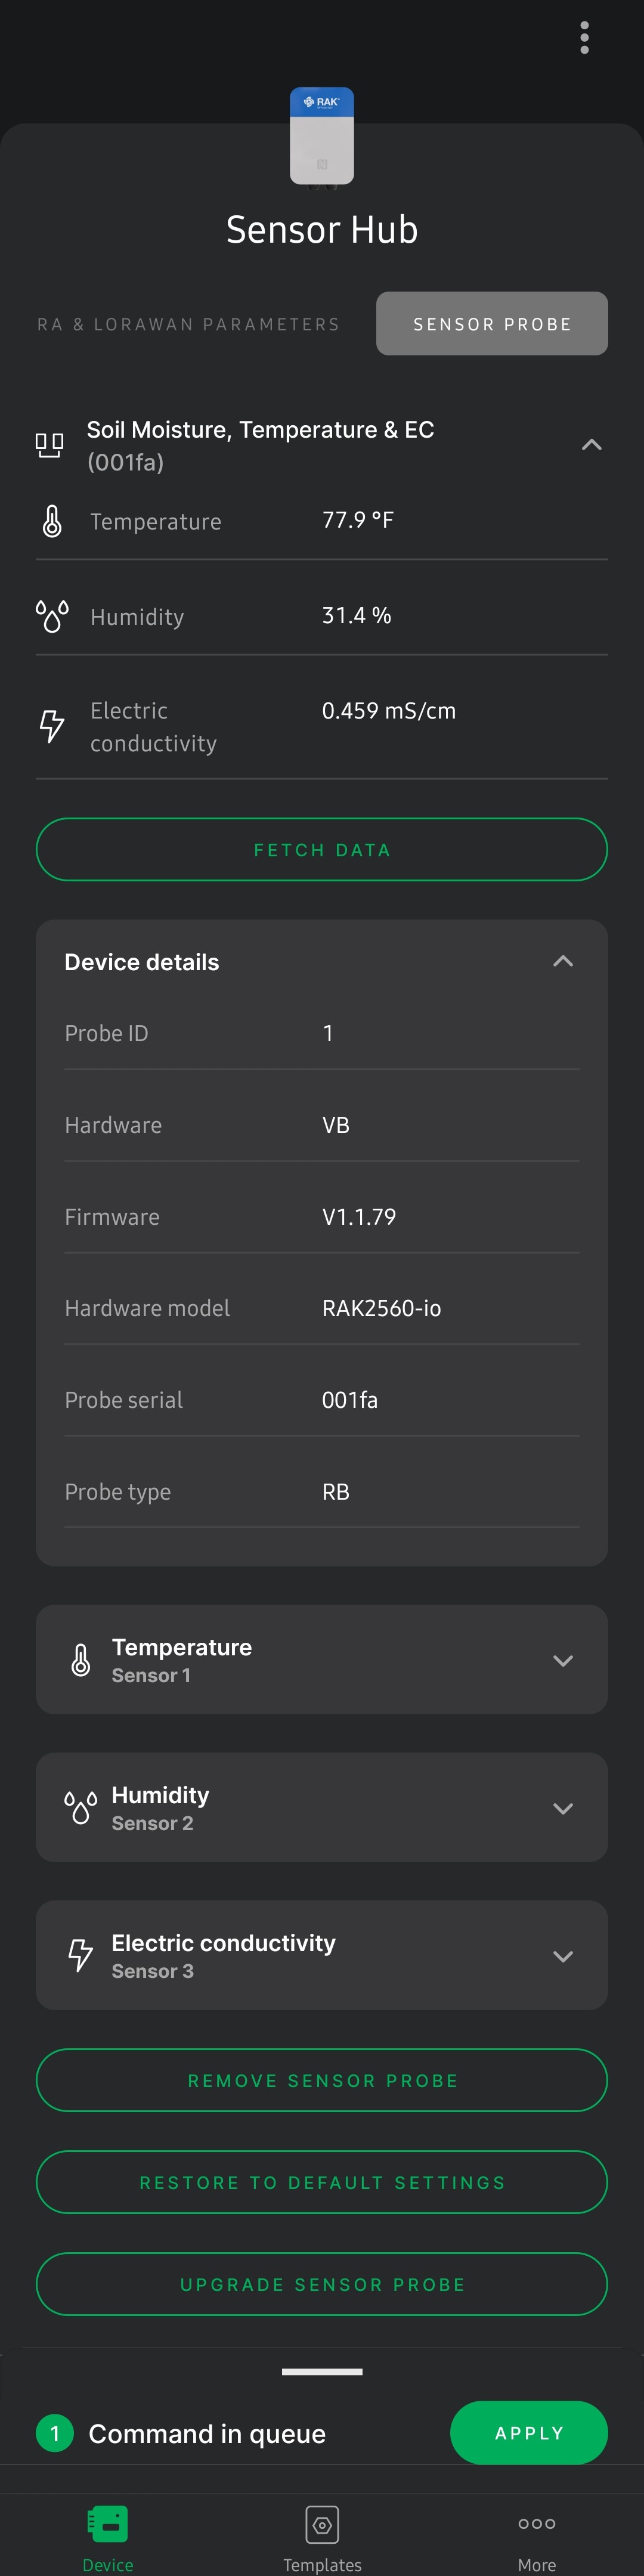 RAK
Sensor Hub
RA & LORAWAN PARAMETERS
SENSOR PROBE
Soil Moisture, Temperature & EC
(001fa)
Temperature
77.9 °F
Humidity
31.4 %
Electric
conductivity
0.459 mS/cm
FETCH DATA
Device details
Probe ID
1
Hardware
VB
Firmware
V1.1.79
Hardware model
RAK2560-io
Probe serial
001fa
Probe type
RB
Temperature
Sensor 1
Humidity
Sensor 2
Electric conductivity
Sensor 3
REMOVE SENSOR PROBE
RESTORE TO DEFAULT SETTINGS
UPGRADE SENSOR PROBE
1
Command in queue
APPLY
Device
Templates
More